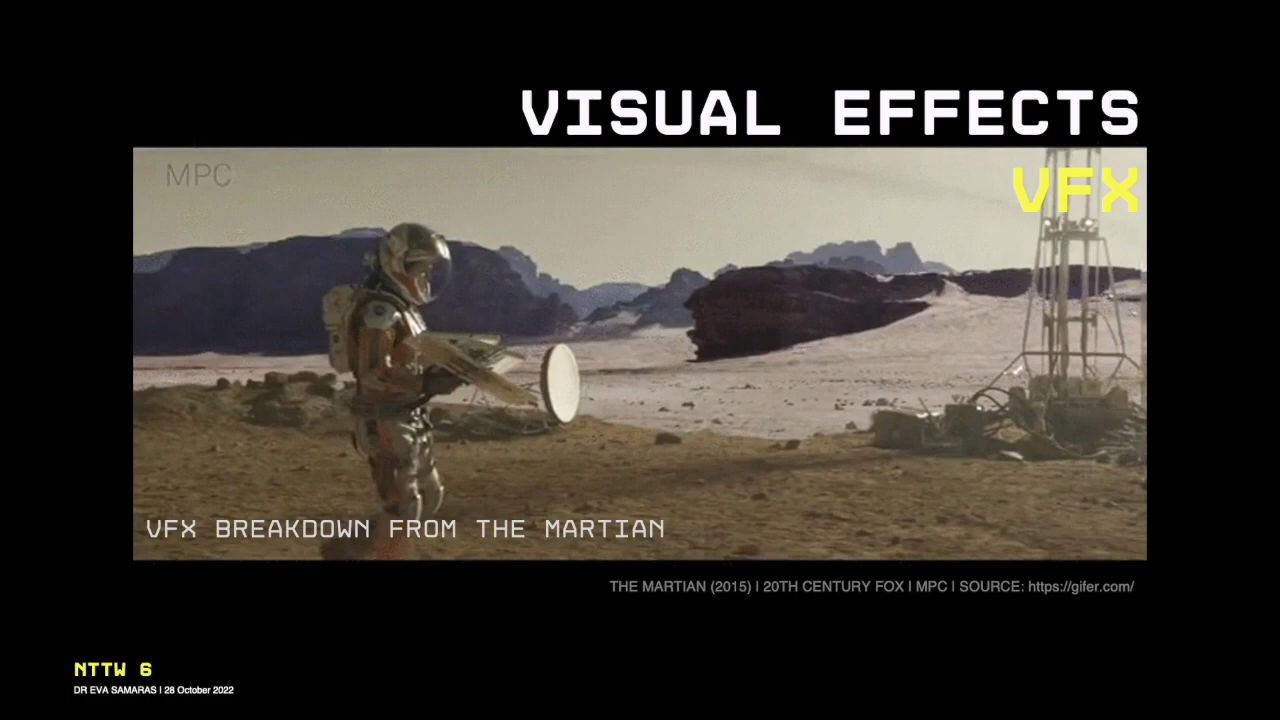 VISUAL EFFECTS
MPC
VFX
VFX BREAKDOWN FROM THE MARTIAN
THE MARTIAN (2015) | 20TH CENTURY FOX | MPC | SOURCE: https://gifer.com/
NTTW 6
DR EVA SAMARAS | 28 October 2022